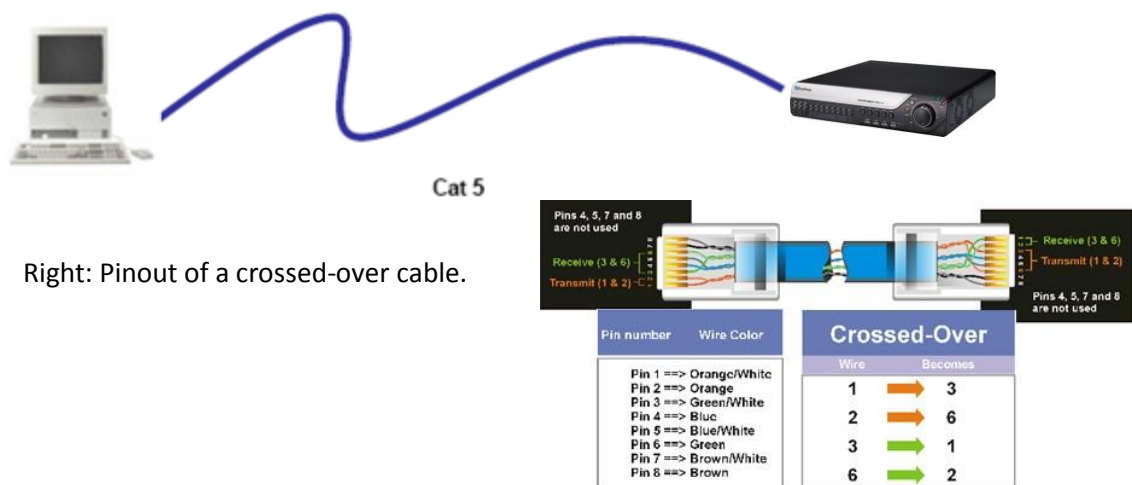 Cat 5
Right: Pinout of a crossed-over cable.
Pins 4, 5, 7 and 8
are not used
Receive (3 & 6)
Transmit (1 & 2)
Receive (3 & 6)
Transmit (1 & 2)
Pins 4, 5, 7 and 8
are not used
Pin number Wire Color
Pin 1 ==> Orange/White
Pin 2 ==> Orange
Pin 3 ==> Green/White
Pin 4 ==> Blue
Pin 5 ==> Blue/White
Pin 6 ==> Green
Pin 7 ==> Brown/White
Pin 8 ==> Brown
Crossed-Over
Wire Becomes
1 3
2 6
3 1
6 2